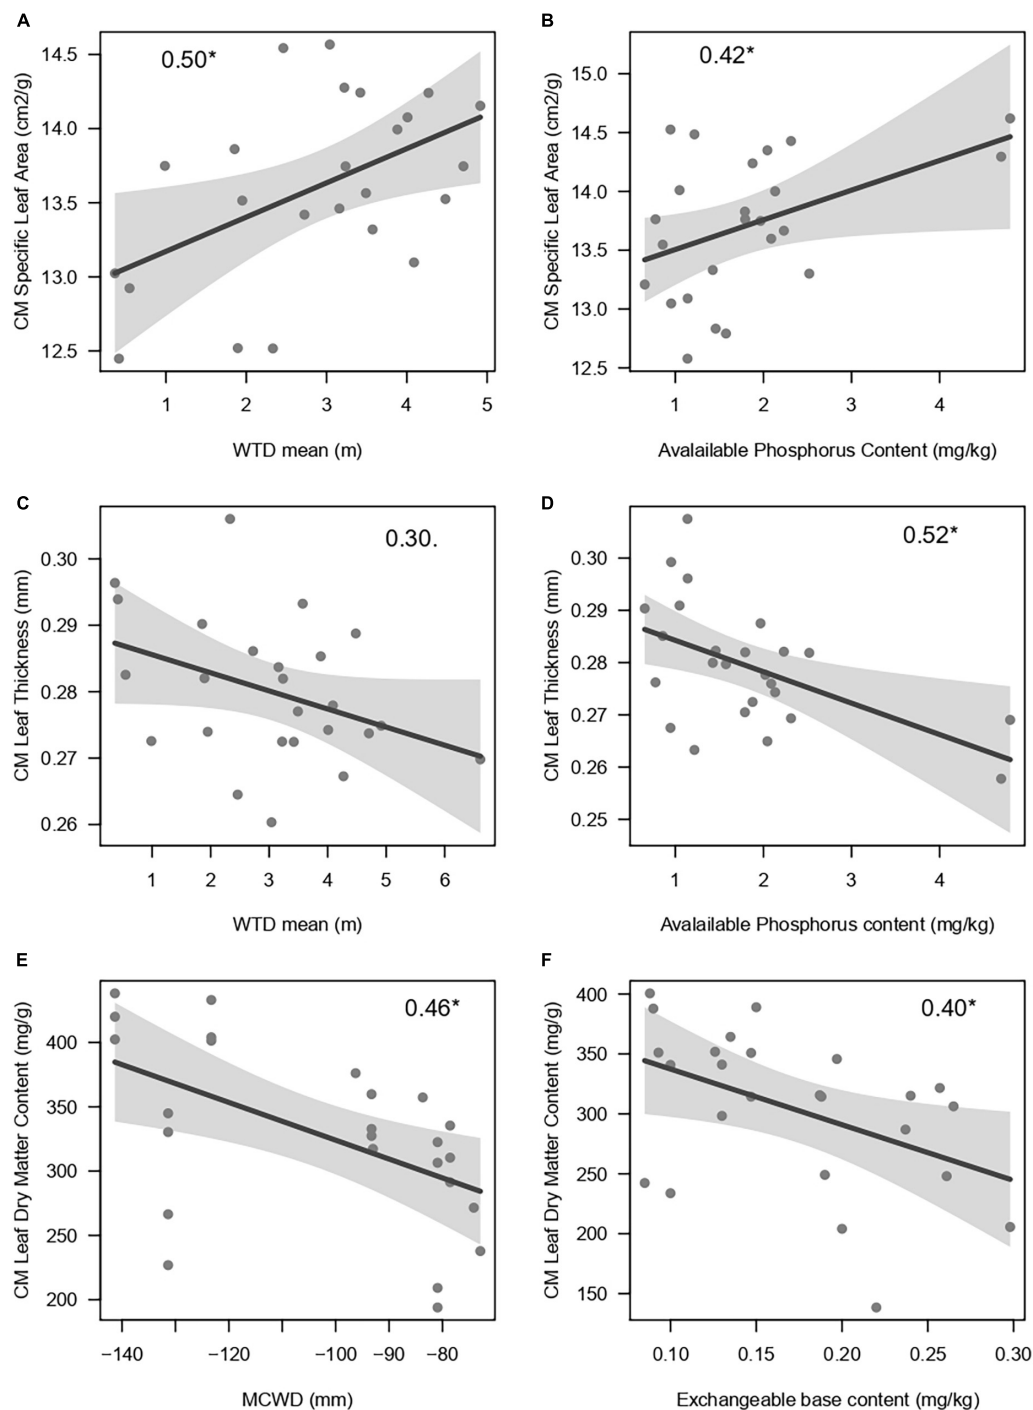 A
0.50*
CM Specific Leaf Area (cm2/g)
14.5
14.0
13.5
13.0
12.5
1 2 3 4 5
WTD mean (m)
B
0.42*
CM Specific Leaf Area (cm2/g)
15.0
14.5
14.0
13.5
13.0
12.5
1 2 3 4
Avalailable Phosphorus Content (mg/kg)
C
0.30.
CM Leaf Thickness (mm)
0.30
0.29
0.28
0.27
0.26
1 2 3 4 5 6
WTD mean (m)
D
0.52*
CM Leaf Thickness (mm)
0.30
0.29
0.28
0.27
0.26
0.25
1 2 3 4
Avalailable Phosphorus content (mg/kg)
E
0.46*
CM Leaf Dry Matter Content (mg/g)
400
350
300
250
200
−140 −120 −100 −90 −80
MCWD (mm)
F
0.40*
CM Leaf Dry Matter Content (mg/g)
400
350
300
250
200
150
0.10 0.15 0.20 0.25 0.30
Exchangeable base content (mg/kg)